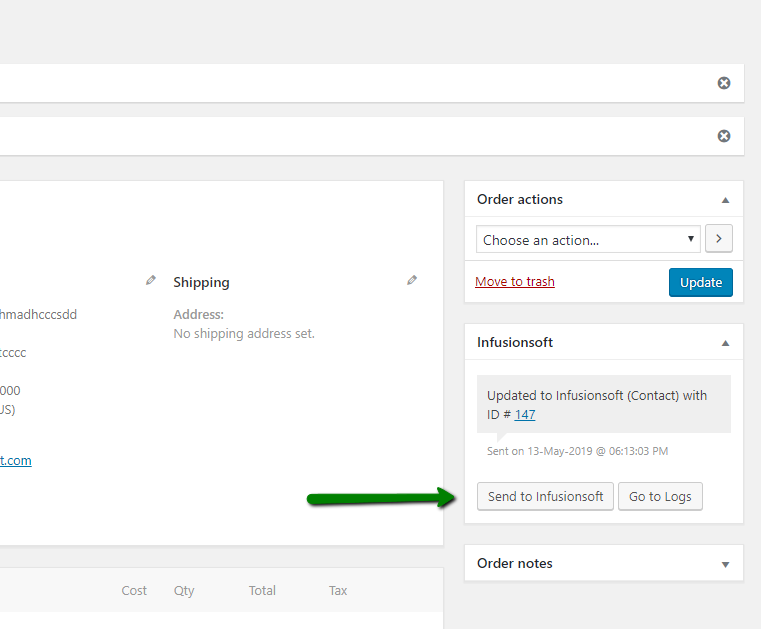 Order actions
Choose an action...
Move to trash
Update
Shipping
Address:
No shipping address set.
hmadhcccsdd
tcccc
000
US)
t.com
Infusionsoft
Updated to Infusionsoft (Contact) with
ID # 147
Sent on 13-May-2019 @ 06:13:03 PM
Send to Infusionsoft
Go to Logs
Order notes
Cost Qty Total Tax